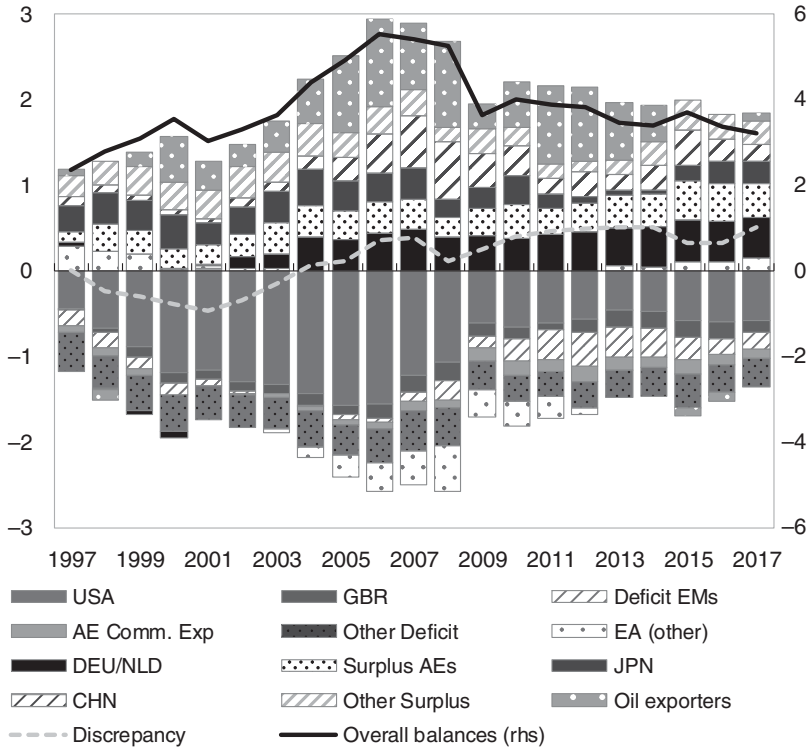 3 6
2 4
1 2
0 0
–1 –2
–2 –4
–3 –6
1997 1999 2001 2003 2005 2007 2009 2011 2013 2015 2017
USA GBR Deficit EMs
AE Comm. Exp Other Deficit EA (other)
DEU/NLD Surplus AEs JPN
CHN Other Surplus Oil exporters
Discrepancy Overall balances (rhs)